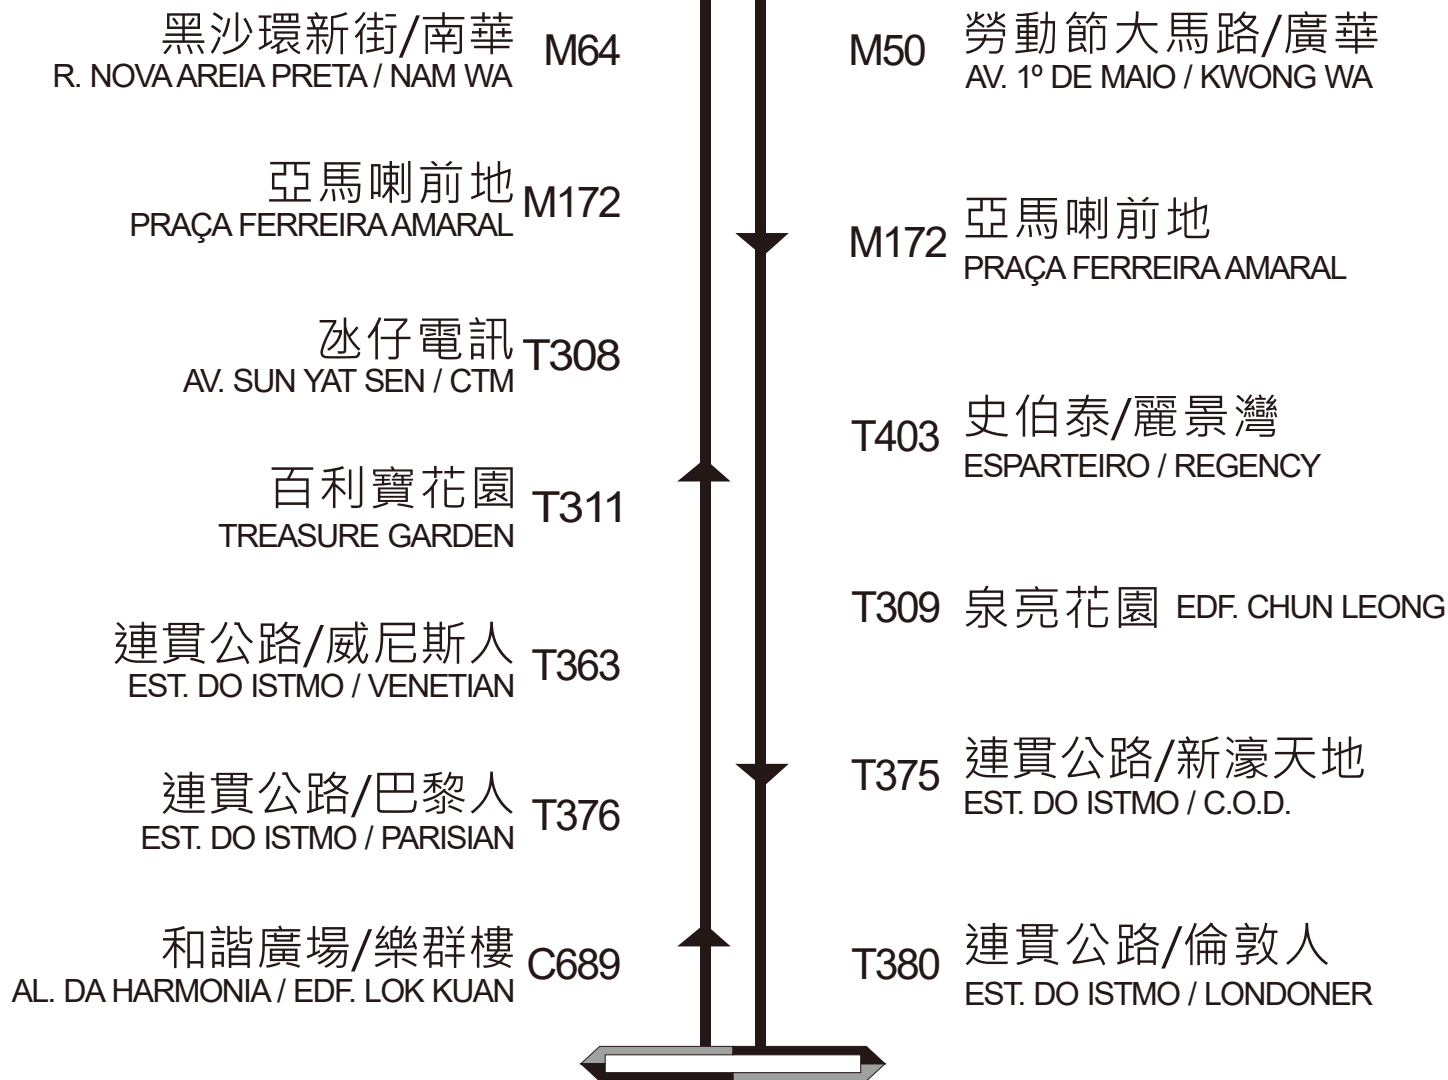 黑沙環新街/南華
R. NOVA AREIA PRETA / NAM WA
M64
亞馬喇前地
PRAÇA FERREIRA AMARAL
M172
氹仔電訊
AV. SUN YAT SEN / CTM
T308
百利寶花園
TREASURE GARDEN
T311
連貫公路/威尼斯人
EST. DO ISTMO / VENETIAN
T363
連貫公路/巴黎人
EST. DO ISTMO / PARISIAN
T376
和諧廣場/樂群樓
AL. DA HARMONIA / EDF. LOK KUAN
C689
M50
勞動節大馬路/廣華
AV. 1º DE MAIO / KWONG WA
M172
亞馬喇前地
PRAÇA FERREIRA AMARAL
T403
史伯泰/麗景灣
ESPARTEIRO / REGENCY
T309 泉亮花園 EDF. CHUN LEONG
T375
連貫公路/新濠天地
EST. DO ISTMO / C.O.D.
T380
連貫公路/倫敦人
EST. DO ISTMO / LONDONER